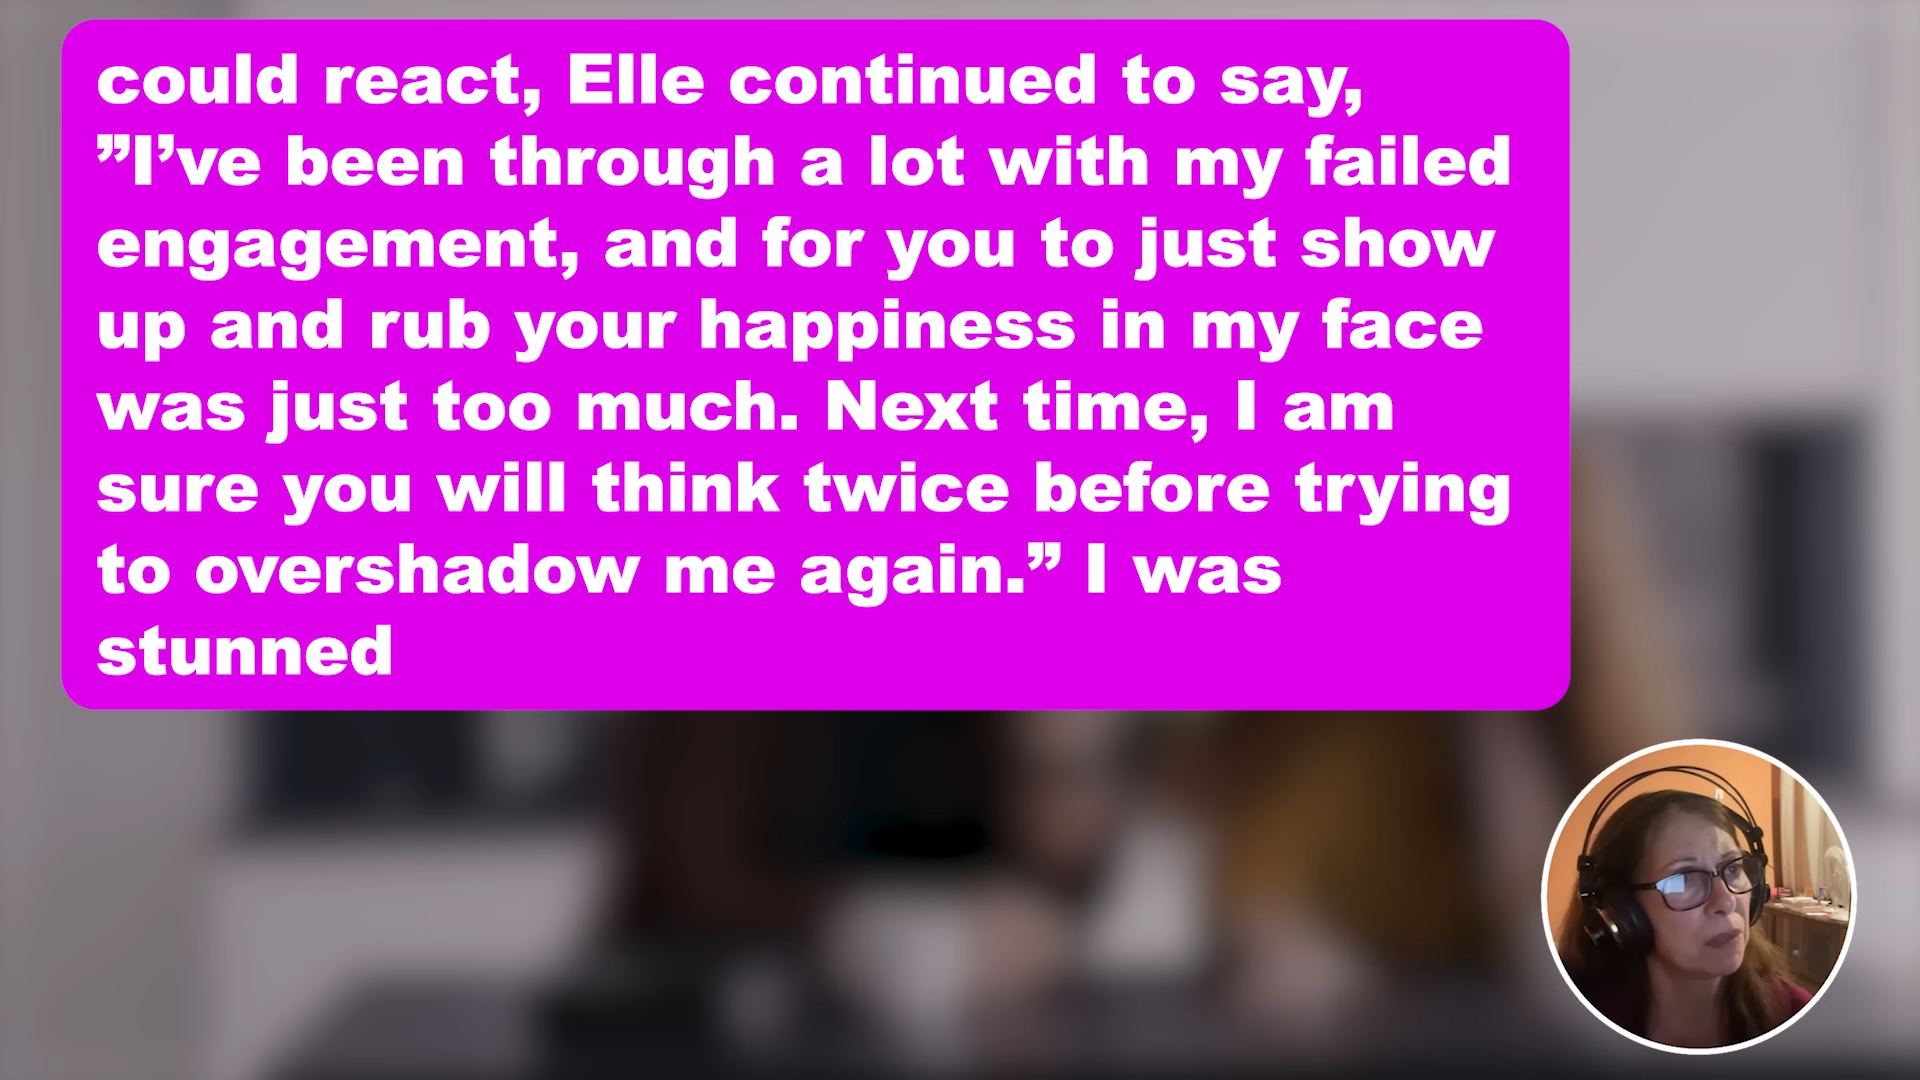 could react, Elle continued to say,
”I’ve been through a lot with my failed
engagement, and for you to just show
up and rub your happiness in my face
was just too much. Next time, I am
sure you will think twice before trying
to overshadow me again.” I was
stunned